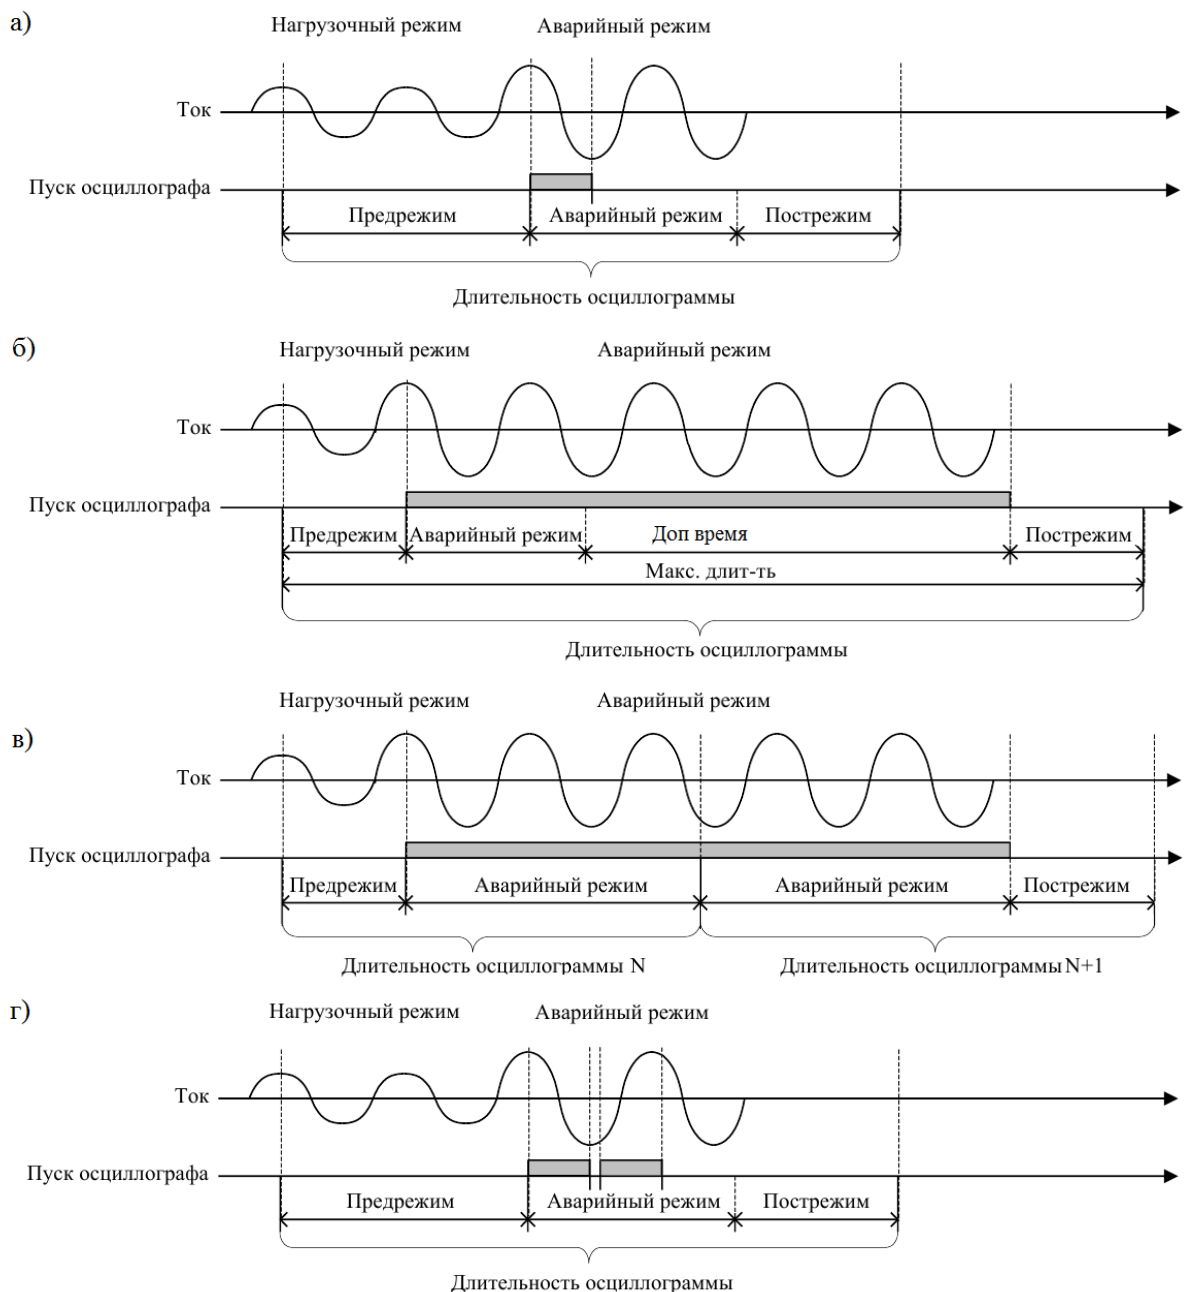 а)
Нагрузочный режим Аварийный режим
Ток
Пуск осциллографа
Предрежим Аварийный режим Пострежим
Длительность осциллограммы
б)
Нагрузочный режим Аварийный режим
Ток
Пуск осциллографа
Предрежим Аварийный режим Доп время Пострежим
Макс. длит-ть
Длительность осциллограммы
в)
Нагрузочный режим Аварийный режим
Ток
Пуск осциллографа
Предрежим Аварийный режим Аварийный режим Пострежим
Длительность осциллограммы N Длительность осциллограммы N+1
г)
Нагрузочный режим Аварийный режим
Ток
Пуск осциллографа
Предрежим Аварийный режим Пострежим
Длительность осциллограммы